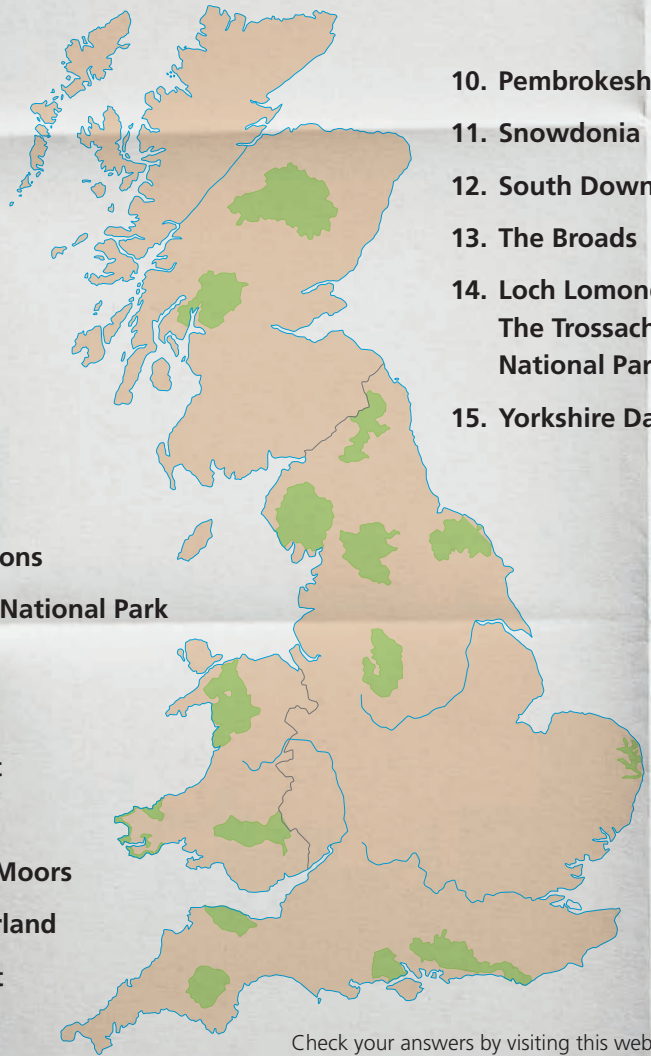 ons
National Park
t
Moors
rland
t
10. Pembrokesh
11. Snowdonia
12. South Down
13. The Broads
14. Loch Lomon
The Trossach
National Par
15. Yorkshire Da
Check your answers by visiting this web